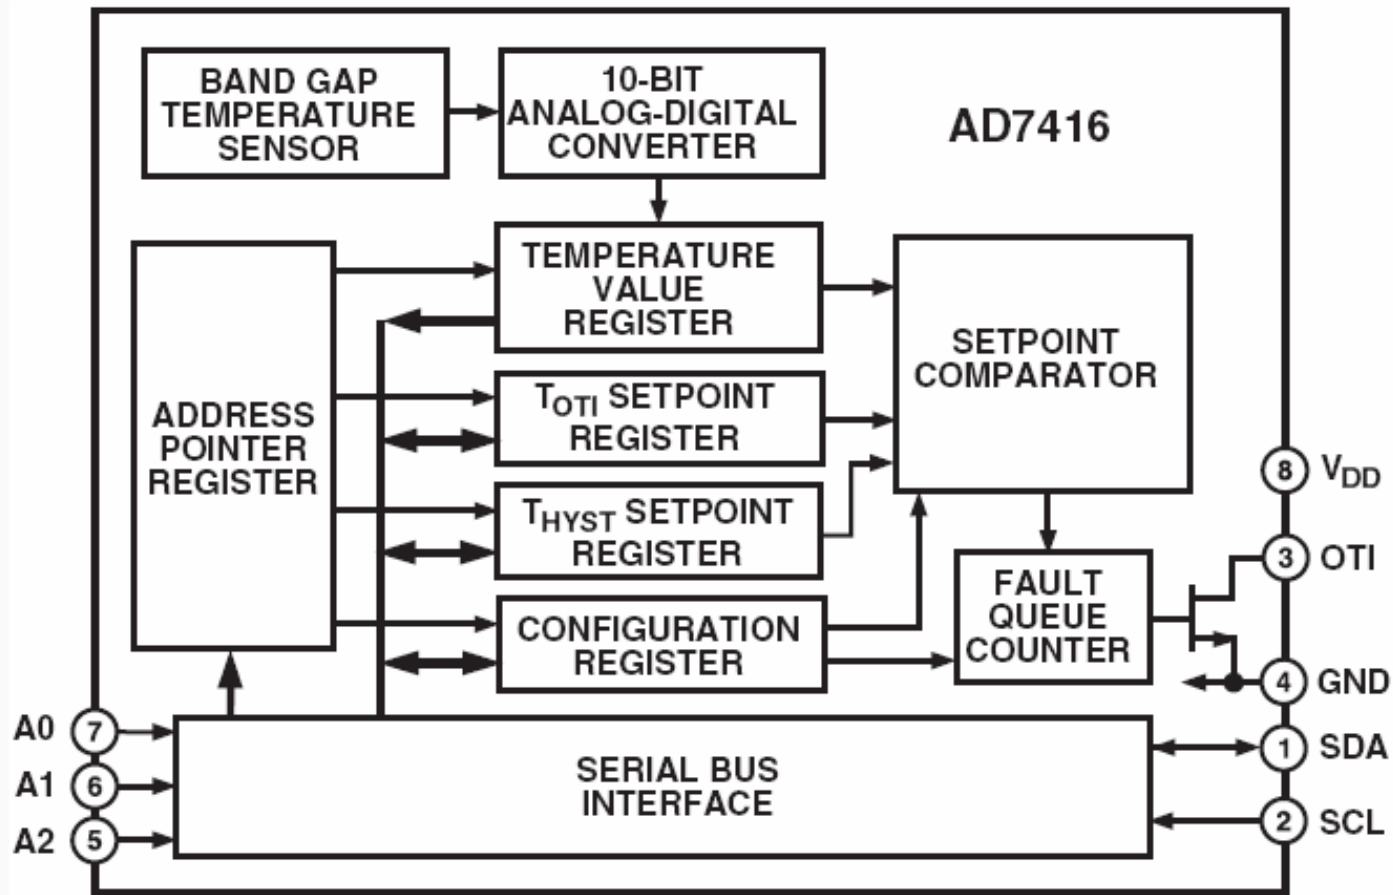 BAND GAP
TEMPERATURE
SENSOR
10-BIT
ANALOG-DIGITAL
CONVERTER
AD7416
ADDRESS
POINTER
REGISTER
TEMPERATURE
VALUE
REGISTER
SETPOINT
COMPARATOR
TOTI SETPOINT
REGISTER
THYST SETPOINT
REGISTER
CONFIGURATION
REGISTER
FAULT
QUEUE
COUNTER
8 VDD
3 OTI
4 GND
A0 7
A1 6
A2 5
SERIAL BUS
INTERFACE
1 SDA
2 SCL